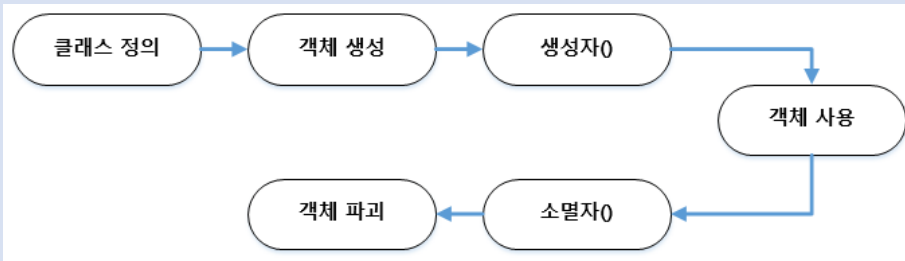 클래스 정의
객체 생성
생성자()
객체 사용
소멸자()
객체 파괴